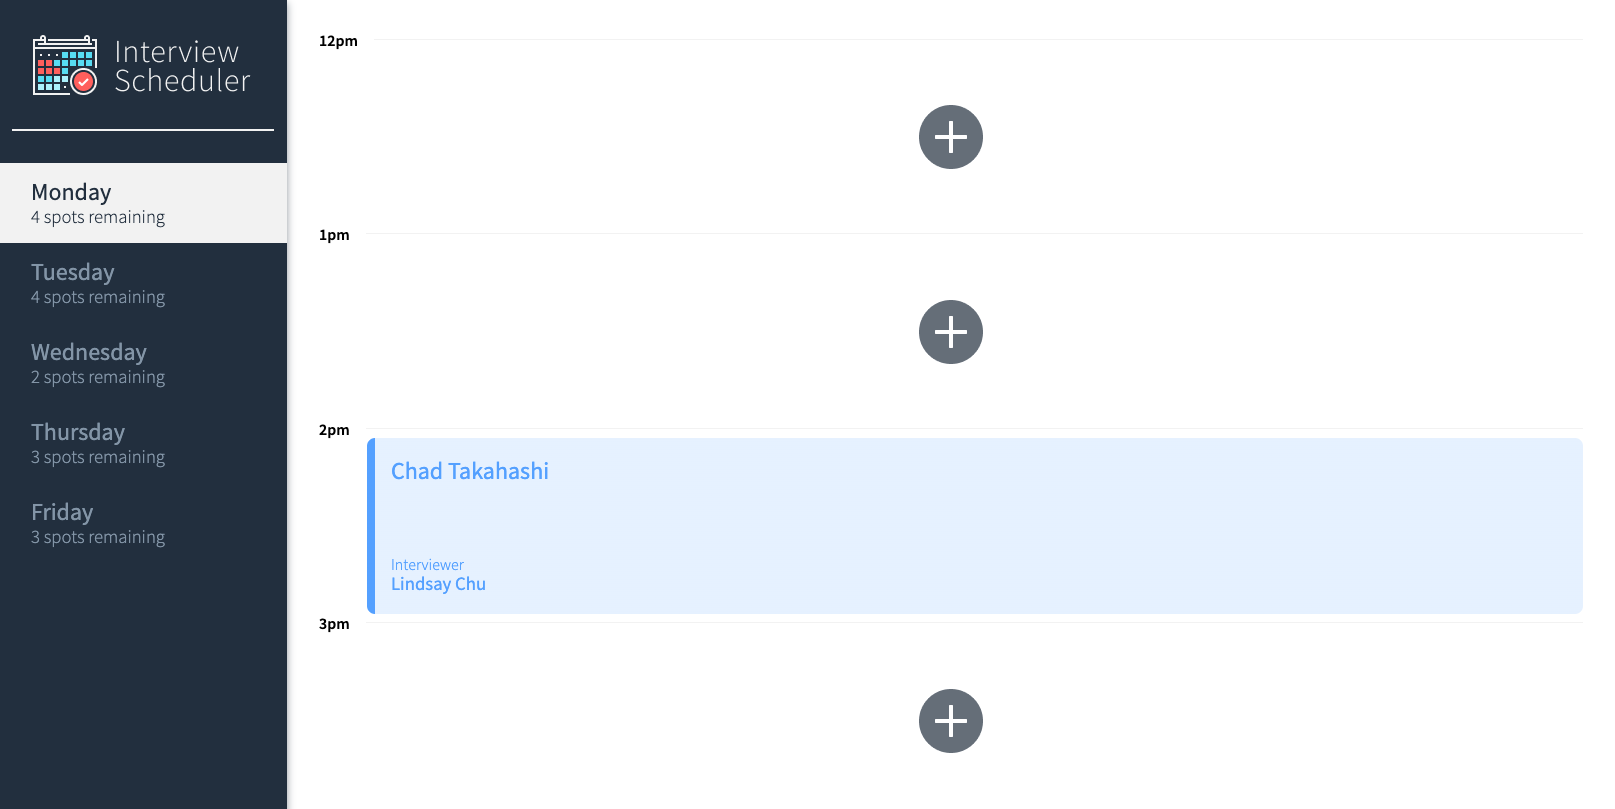 Interview
Scheduler
Monday
4 spots remaining
Tuesday
4 spots remaining
Wednesday
2 spots remaining
Thursday
3 spots remaining
Friday
3 spots remaining
12pm
1pm
2pm
Chad Takahashi
Interviewer
Lindsay Chu
3pm